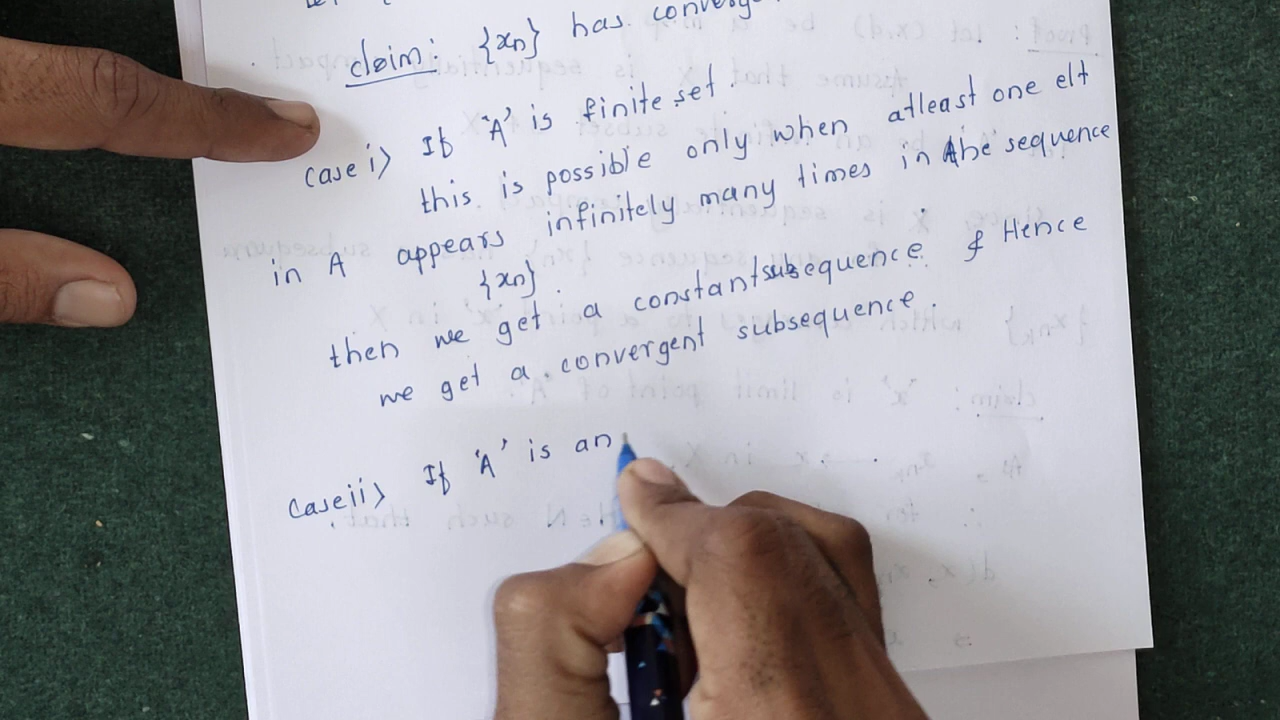 claim: {xn} has
case i> If 'A' is finite set.
this is possible only when atleast one elt
in A appears infinitely many times in the sequence
{xn}.
then we get a constant subsequence & Hence
we get a convergent subsequence.
Case ii> If 'A' is an